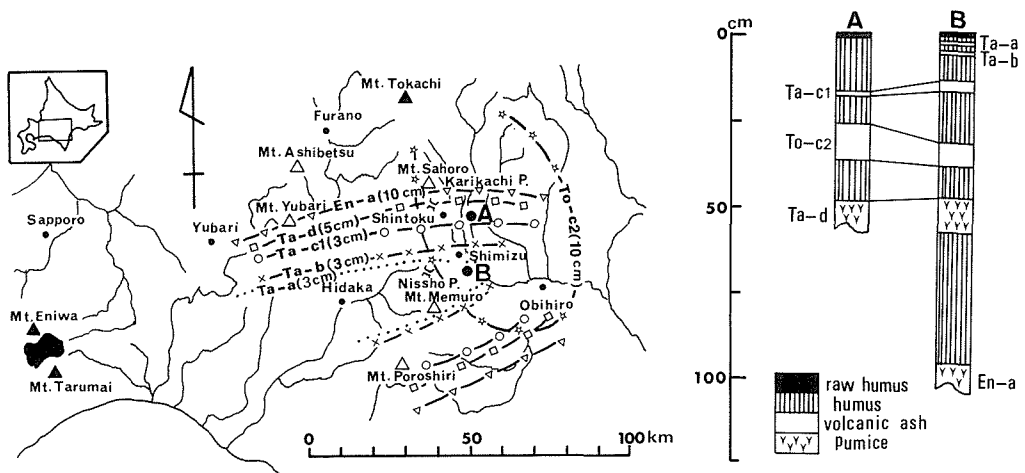 Mt. Tokachi
Furano
Mt. Ashibetsu
Mt. Sahoro
Karikachi P.
Sapporo
Yubari
Mt. Yubari
En-a (10 cm)
Ta-d (5cm)
Shintoku
A
Ta-c1 (3cm)
To-c2 (10 cm)
Ta-b (3cm)
Shimizu
Ta-a (3cm)
B
Hidaka
Nissho P.
Mt. Memuro
Obihiro
Mt. Eniwa
Mt. Tarumai
Mt. Poroshiri
0 50 100 km
A B
0 cm
Ta-a
Ta-b
Ta-c1
To-c2
Ta-d
50
100
En-a
raw humus
humus
volcanic ash
Pumice